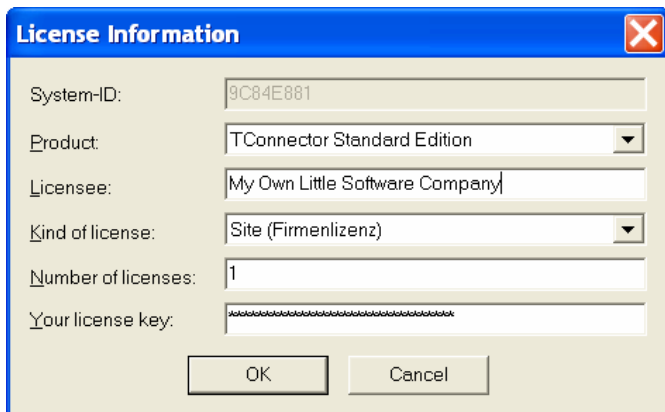 License Information
System-ID: 9C84E881
Product: TConnector Standard Edition
Licensee: My Own Little Software Company
Kind of license: Site (Firmenlizenz)
Number of licenses: 1
Your license key: ********************************
OK Cancel